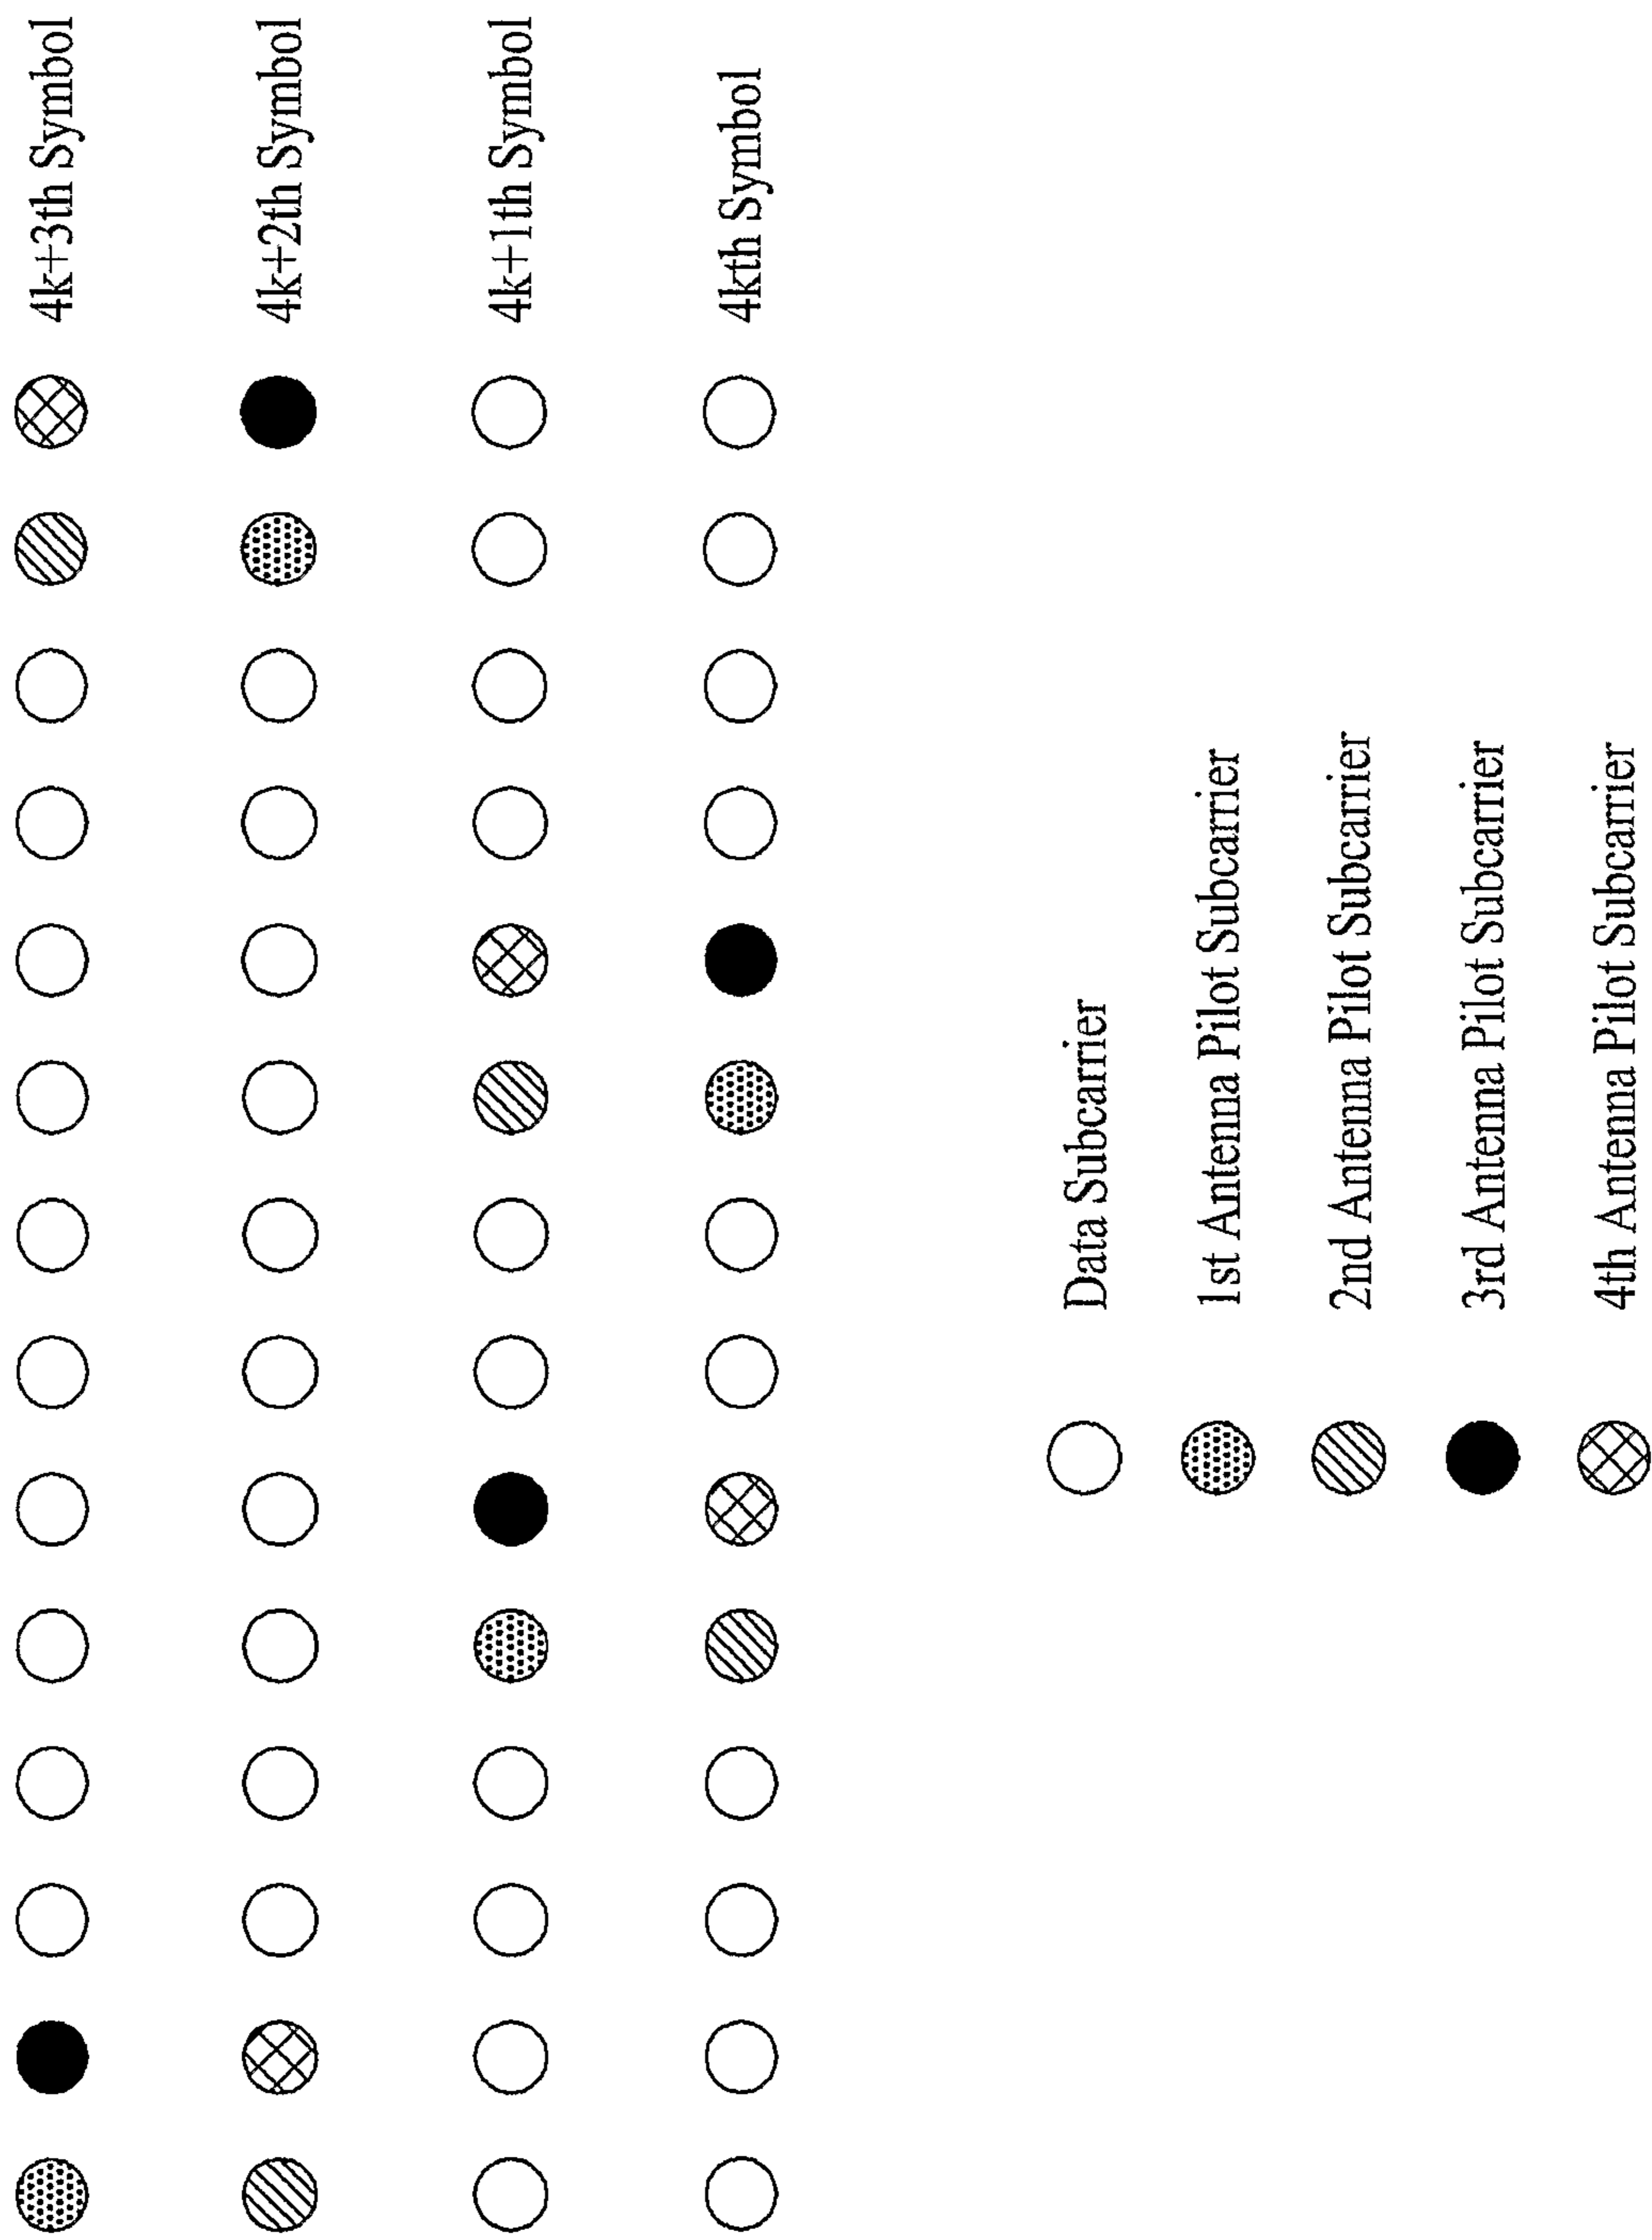 4k+3th Symbol
4k+2th Symbol
4k+1th Symbol
4kth Symbol
Data Subcarrier
1st Antenna Pilot Subcarrier
2nd Antenna Pilot Subcarrier
3rd Antenna Pilot Subcarrier
4th Antenna Pilot Subcarrier